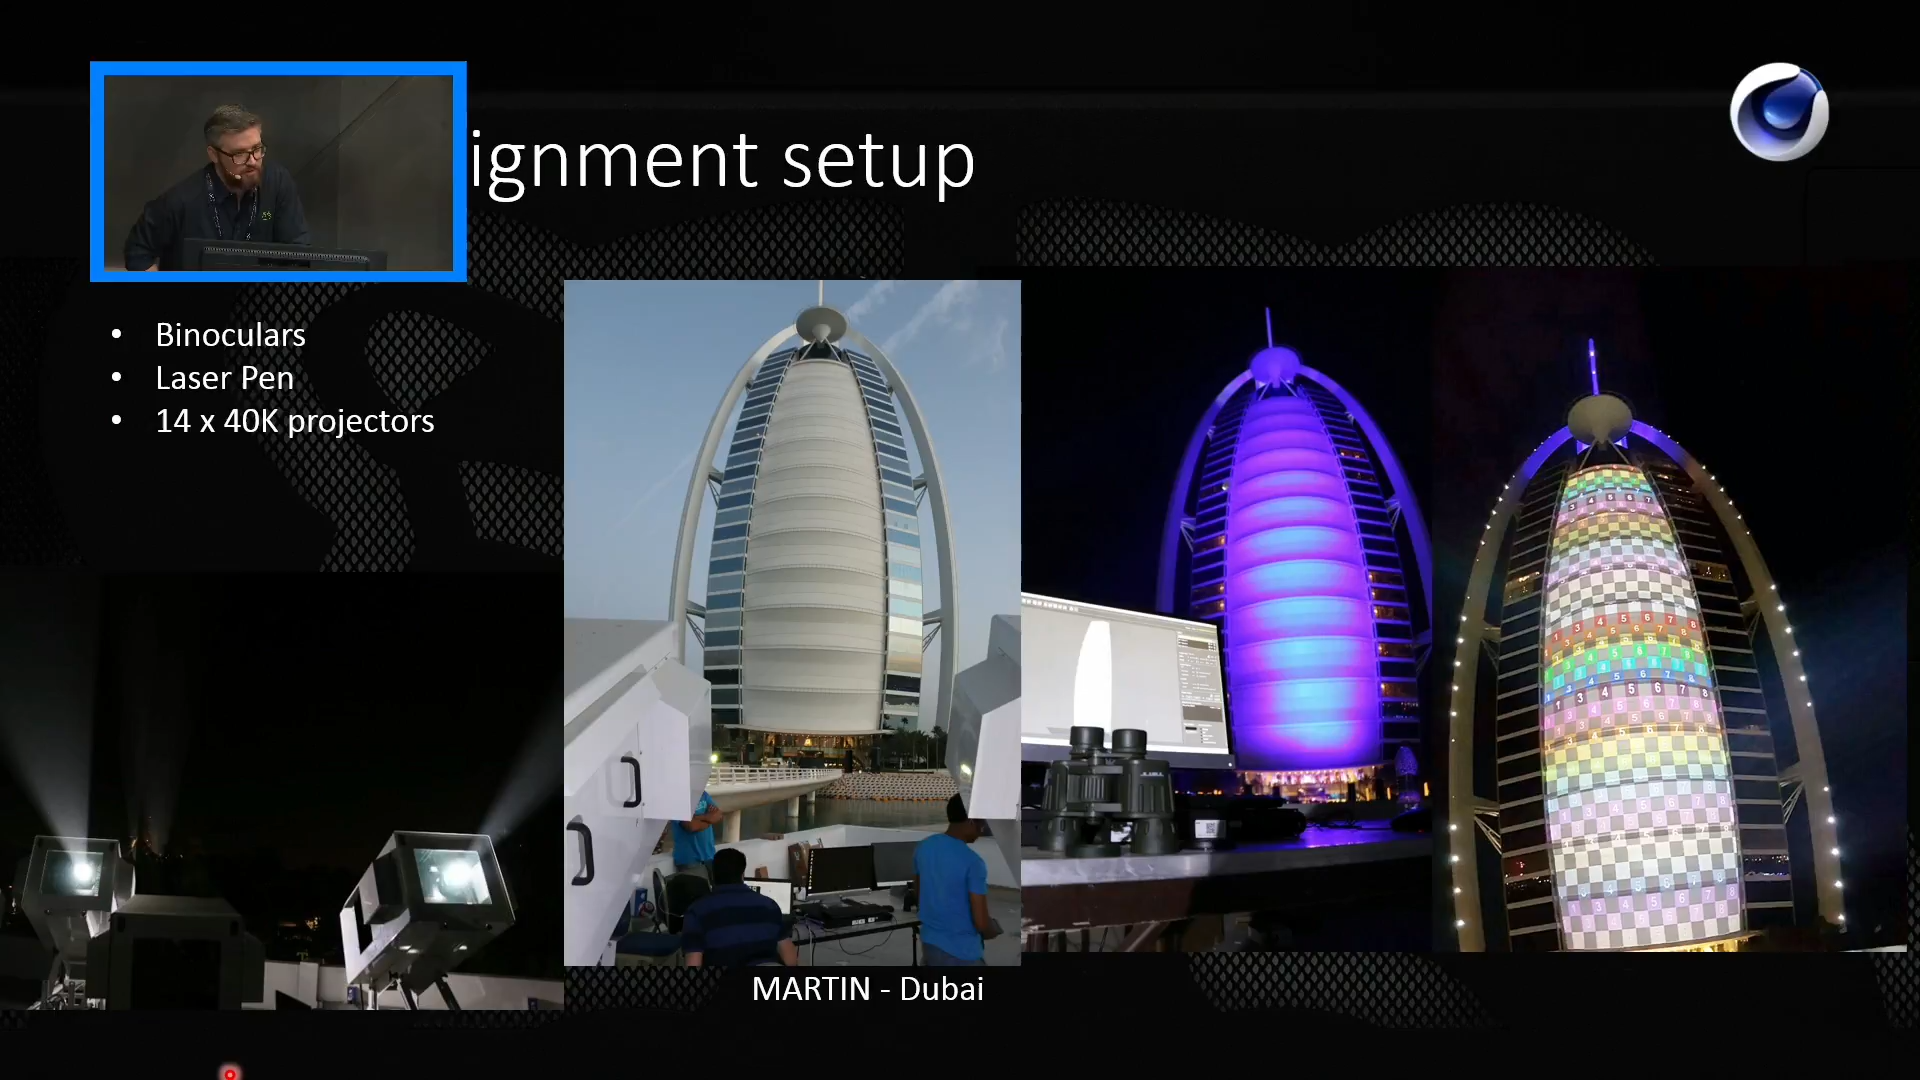 ignment setup
• Binoculars
• Laser Pen
• 14 x 40K projectors
MARTIN - Dubai